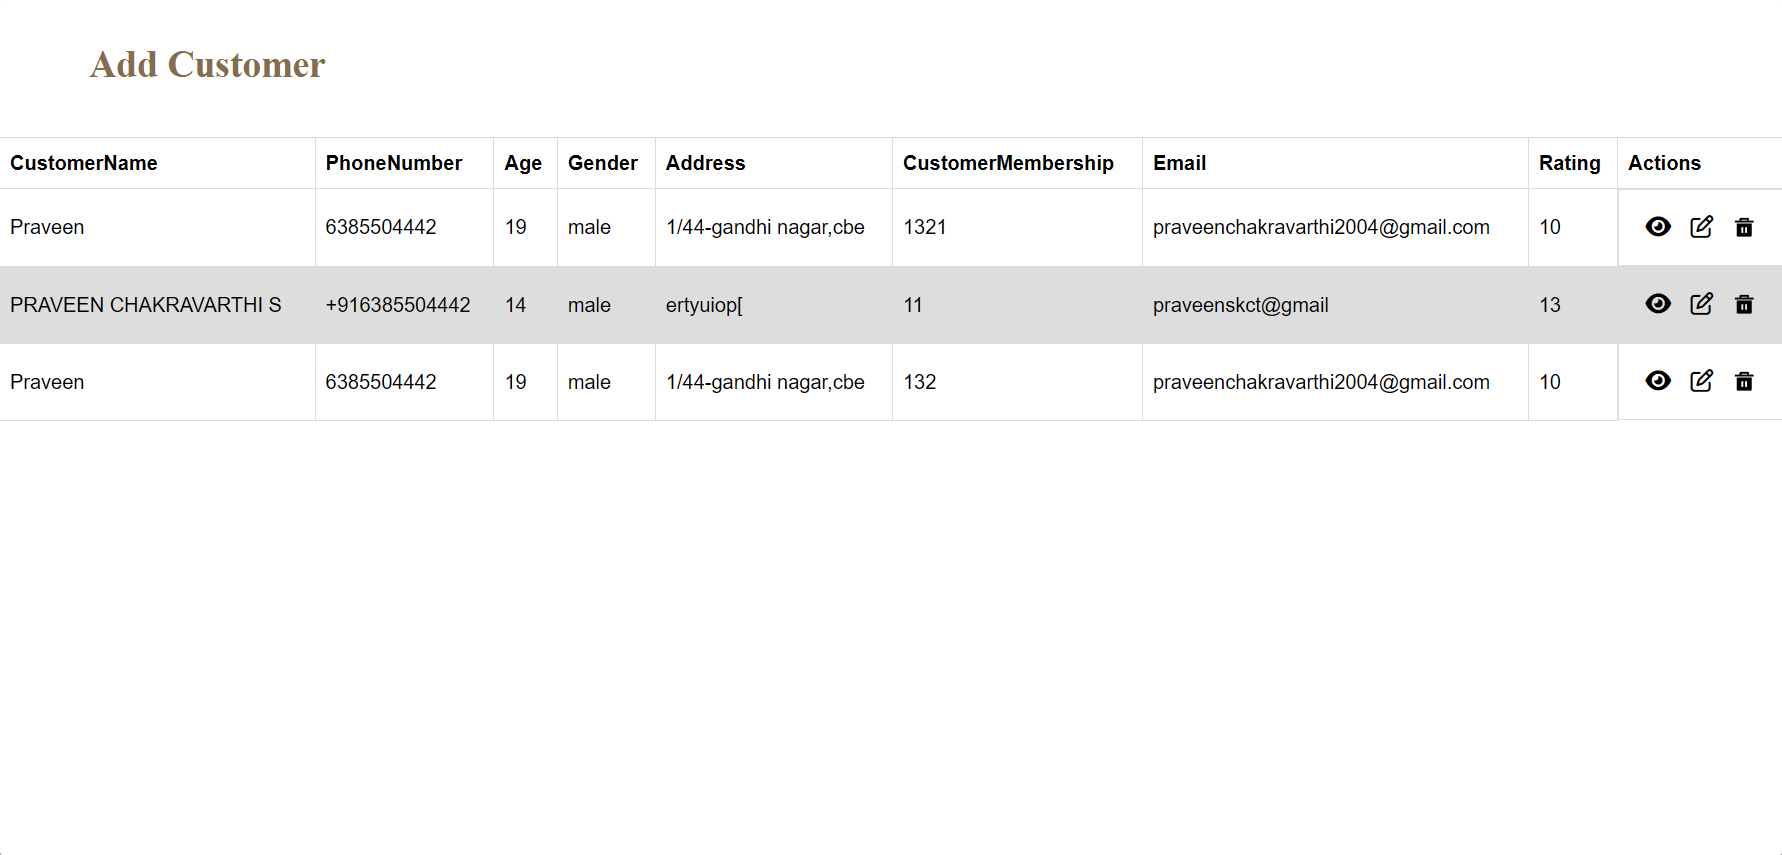 Add Customer
CustomerName PhoneNumber Age Gender Address CustomerMembership Email Rating Actions
Praveen 6385504442 19 male 1/44-gandhi nagar,cbe 1321 praveenchakravarthi2004@gmail.com 10
PRAVEEN CHAKRAVARTHI S +916385504442 14 male ertyuiop[ 11 praveenskct@gmail 13
Praveen 6385504442 19 male 1/44-gandhi nagar,cbe 132 praveenchakravarthi2004@gmail.com 10